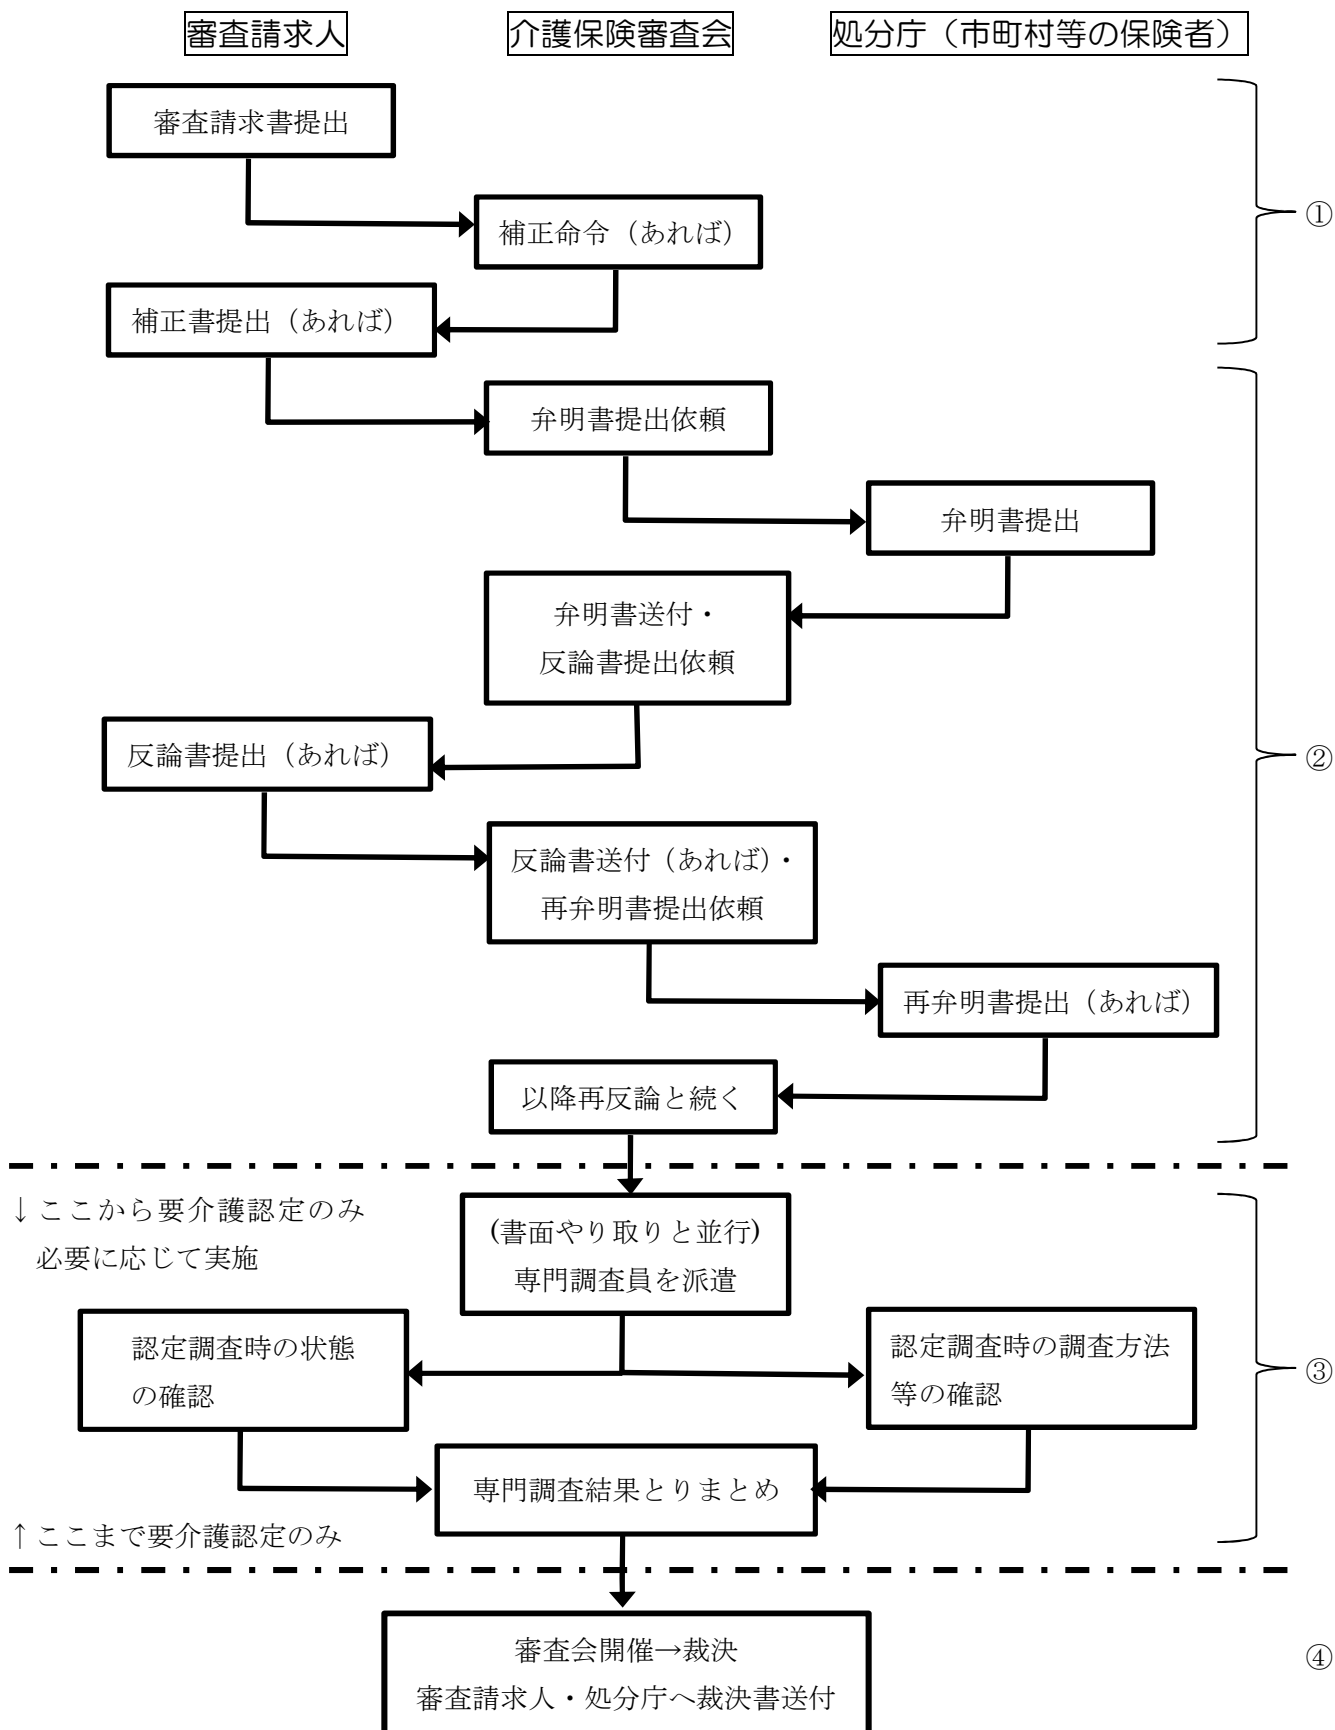 審査請求人
介護保険審査会
処分庁（市町村等の保険者）
審査請求書提出
補正命令（あれば）
①
補正書提出（あれば）
弁明書提出依頼
弁明書提出
弁明書送付・
反論書提出依頼
反論書提出（あれば）
②
反論書送付（あれば）・
再弁明書提出依頼
再弁明書提出（あれば）
以降再反論と続く
↓ここから要介護認定のみ
必要に応じて実施
(書面やり取りと並行)
専門調査員を派遣
認定調査時の状態
の確認
認定調査時の調査方法
等の確認
③
専門調査結果とりまとめ
↑ここまで要介護認定のみ
審査会開催→裁決
審査請求人・処分庁へ裁決書送付
④